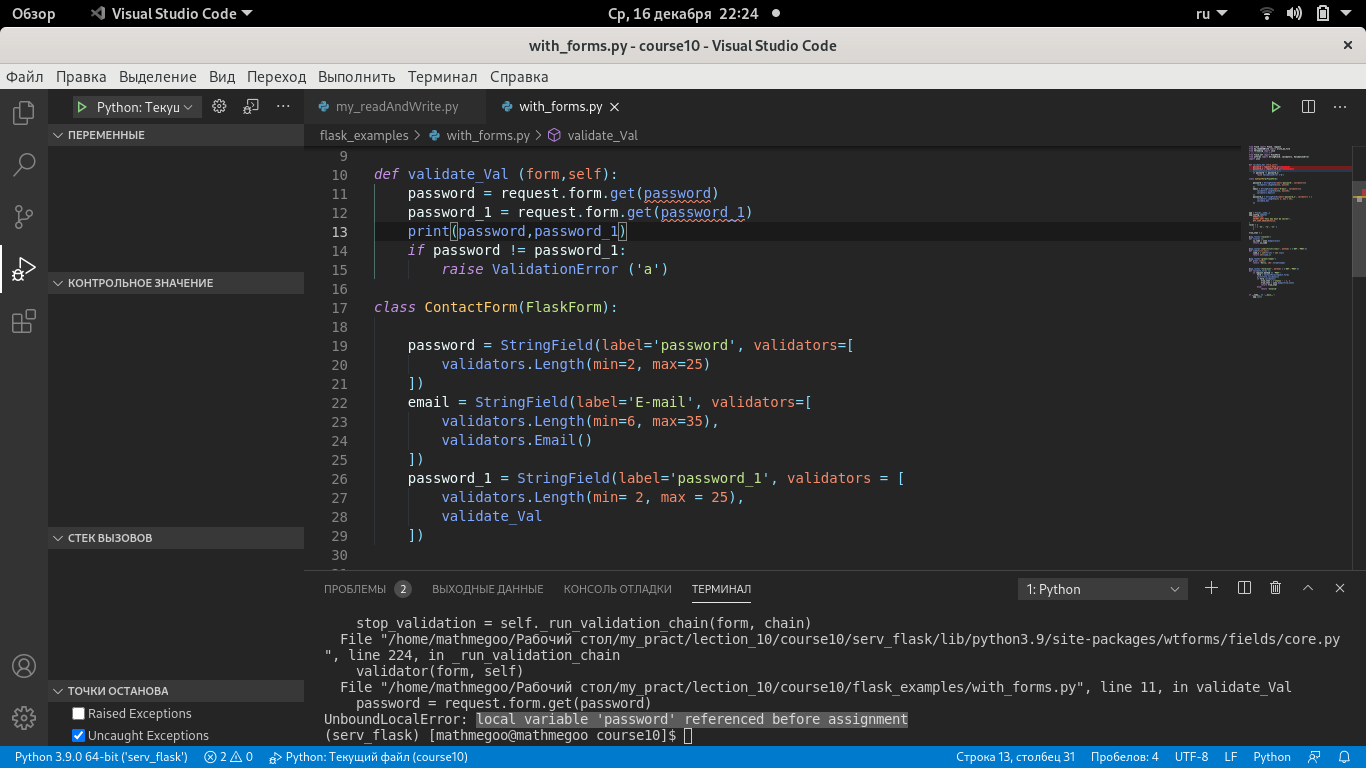 Обзор Visual Studio Code Ср, 16 декабря 22:24 ru
with_forms.py - course10 - Visual Studio Code
Файл Правка Выделение Вид Переход Выполнить Терминал Справка
Python: Текущ ··· my_readAndWrite.py with_forms.py
ПЕРЕМЕННЫЕ
flask_examples > with_forms.py > validate_Val
9
10 def validate_Val (form,self):
11 password = request.form.get(password)
12 password_1 = request.form.get(password_1)
13 print(password,password_1)
14 if password != password_1:
15 raise ValidationError ('a')
16
17 class ContactForm(FlaskForm):
18
19 password = StringField(label='password', validators=[
20 validators.Length(min=2, max=25)
21 ])
22 email = StringField(label='E-mail', validators=[
23 validators.Length(min=6, max=35),
24 validators.Email()
25 ])
26 password_1 = StringField(label='password_1', validators = [
27 validators.Length(min= 2, max = 25),
28 validate_Val
29 ])
30
КОНТРОЛЬНОЕ ЗНАЧЕНИЕ
СТЕК ВЫЗОВОВ
ТОЧКИ ОСТАНОВА
Raised Exceptions
Uncaught Exceptions
ПРОБЛЕМЫ 2 ВЫХОДНЫЕ ДАННЫЕ КОНСОЛЬ ОТЛАДКИ ТЕРМИНАЛ 1: Python
stop_validation = self._run_validation_chain(form, chain)
File "/home/mathmegoo/Рабочий стол/my_pract/lection_10/course10/serv_flask/lib/python3.9/site-packages/wtforms/fields/core.py
", line 224, in _run_validation_chain
validator(form, self)
File "/home/mathmegoo/Рабочий стол/my_pract/lection_10/course10/flask_examples/with_forms.py", line 11, in validate_Val
password = request.form.get(password)
UnboundLocalError: local variable 'password' referenced before assignment
(serv_flask) [mathmegoo@mathmegoo course10]$
Python 3.9.0 64-bit ('serv_flask') 2 0 Python: Текущий файл (course10) Строка 13, столбец 31 Пробелов: 4 UTF-8 LF Python